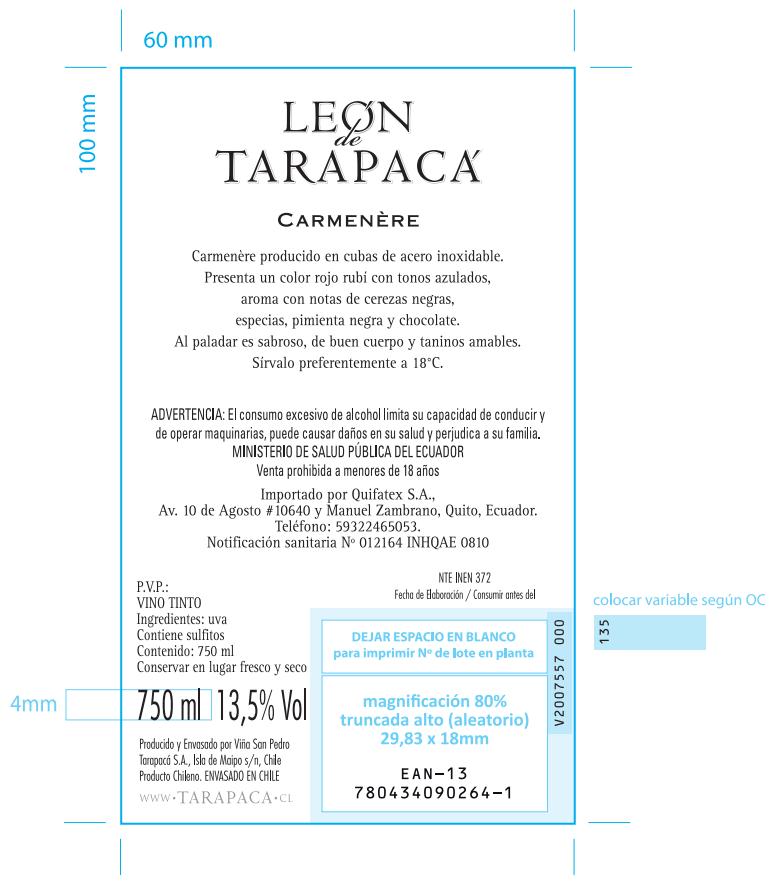 60 mm
100 mm
LEÓN
de
TARAPACÁ
CARMENÈRE
Carmenère producido en cubas de acero inoxidable.
Presenta un color rojo rubí con tonos azulados,
aroma con notas de cerezas negras,
especias, pimienta negra y chocolate.
Al paladar es sabroso, de buen cuerpo y taninos amables.
Sírvalo preferentemente a 18°C.
ADVERTENCIA: El consumo excesivo de alcohol limita su capacidad de conducir y
de operar maquinarias, puede causar daños en su salud y perjudica a su familia.
MINISTERIO DE SALUD PÚBLICA DEL ECUADOR
Venta prohibida a menores de 18 años
Importado por Quifatex S.A.,
Av. 10 de Agosto #10640 y Manuel Zambrano, Quito, Ecuador.
Teléfono: 59322465053.
Notificación sanitaria Nº 012164 INHQAE 0810
NTE INEN 372
Fecha de Elaboración / Consumir antes del
P.V.P.:
VINO TINTO
Ingredientes: uva
Contiene sulfitos
Contenido: 750 ml
Conservar en lugar fresco y seco
4mm
750 ml 13,5% Vol
Producido y Envasado por Viña San Pedro
Tarapacá S.A., Isla de Maipo s/n, Chile
Producto Chileno. ENVASADO EN CHILE
WWW·TARAPACA·CL
DEJAR ESPACIO EN BLANCO
para imprimir Nº de lote en planta
magnificación 80%
truncada alto (aleatorio)
29,83 x 18mm
EAN-13
780434090264-1
V2007557 000
colocar variable según OC
135